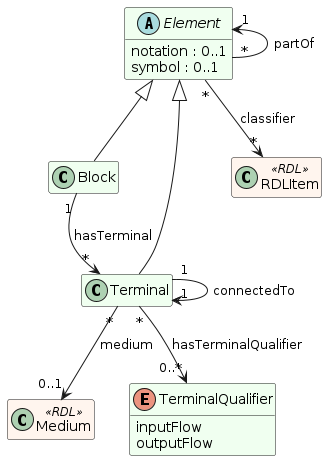 A Element
notation : 0..1
symbol : 0..1
1
*
partOf
*
classifier
*
C «RDL»
RDLItem
C Block
1
hasTerminal
*
C Terminal
1
1
connectedTo
*
*
medium
hasTerminalQualifier
0..1
0..*
C «RDL»
Medium
E TerminalQualifier
inputFlow
outputFlow